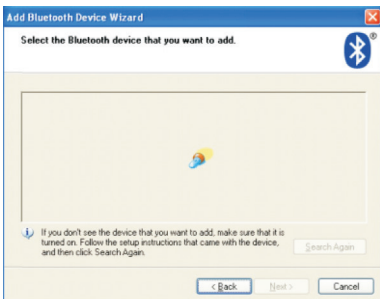 Add Bluetooth Device Wizard
Select the Bluetooth device that you want to add.
®
If you don't see the device that you want to add, make sure that it is
turned on. Follow the setup instructions that came with the device,
and then click Search Again.
Search Again
< Back
Next >
Cancel